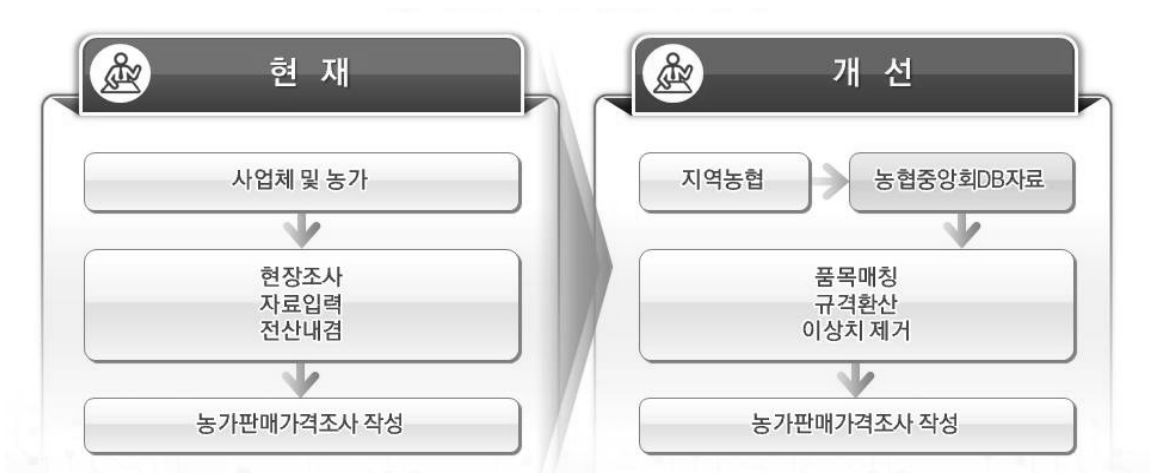 현 재
사업체 및 농가
현장조사
자료입력
전산내검
농가판매가격조사 작성
개 선
지역농협
농협중앙회DB자료
품목매칭
규격환산
이상치 제거
농가판매가격조사 작성